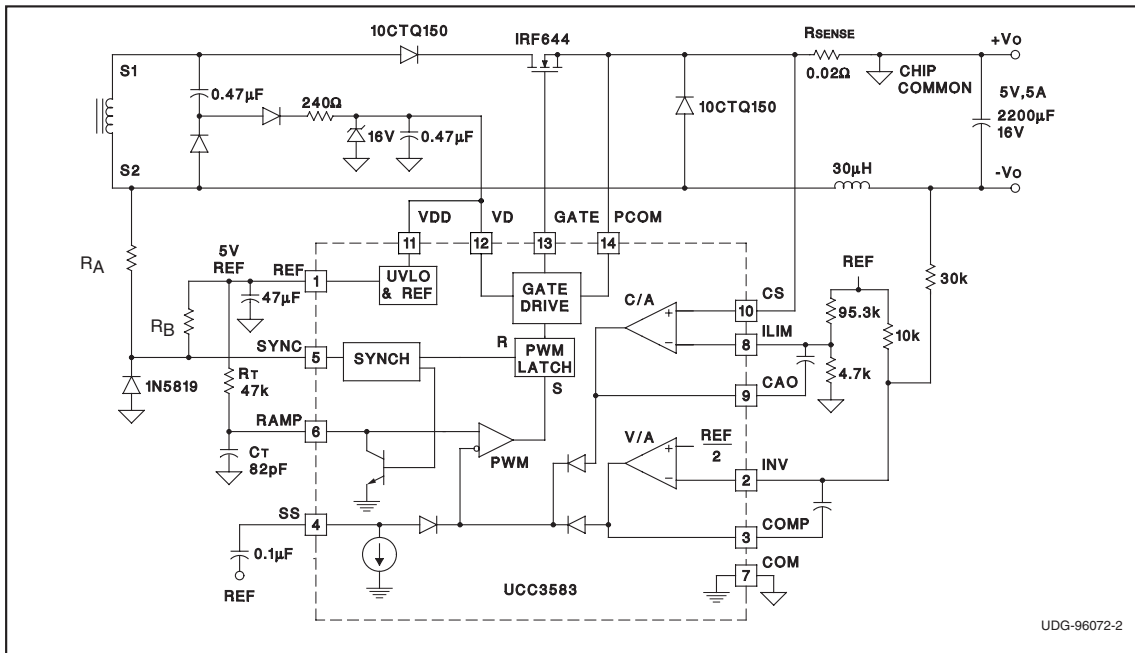 10CTQ150
IRF644
RSENSE
+Vo
S1
0.02Ω
CHIP
COMMON
0.47µF
240Ω
10CTQ150
5V,5A
2200µF
16V
16V
0.47µF
S2
30µH
-Vo
VDD
VD
GATE
PCOM
11
12
13
14
RA
5V
REF
REF
1
UVLO
& REF
GATE
DRIVE
REF
30k
47µF
C/A
+
−
10
CS
95.3k
10k
RB
8
ILIM
SYNC
5
SYNCH
R
PWM
LATCH
S
4.7k
1N5819
RT
47k
9
CAO
RAMP
6
PWM
V/A
+
−
REF
2
2
INV
CT
82pF
SS
4
3
COMP
0.1µF
7
COM
REF
UCC3583
UDG-96072-2